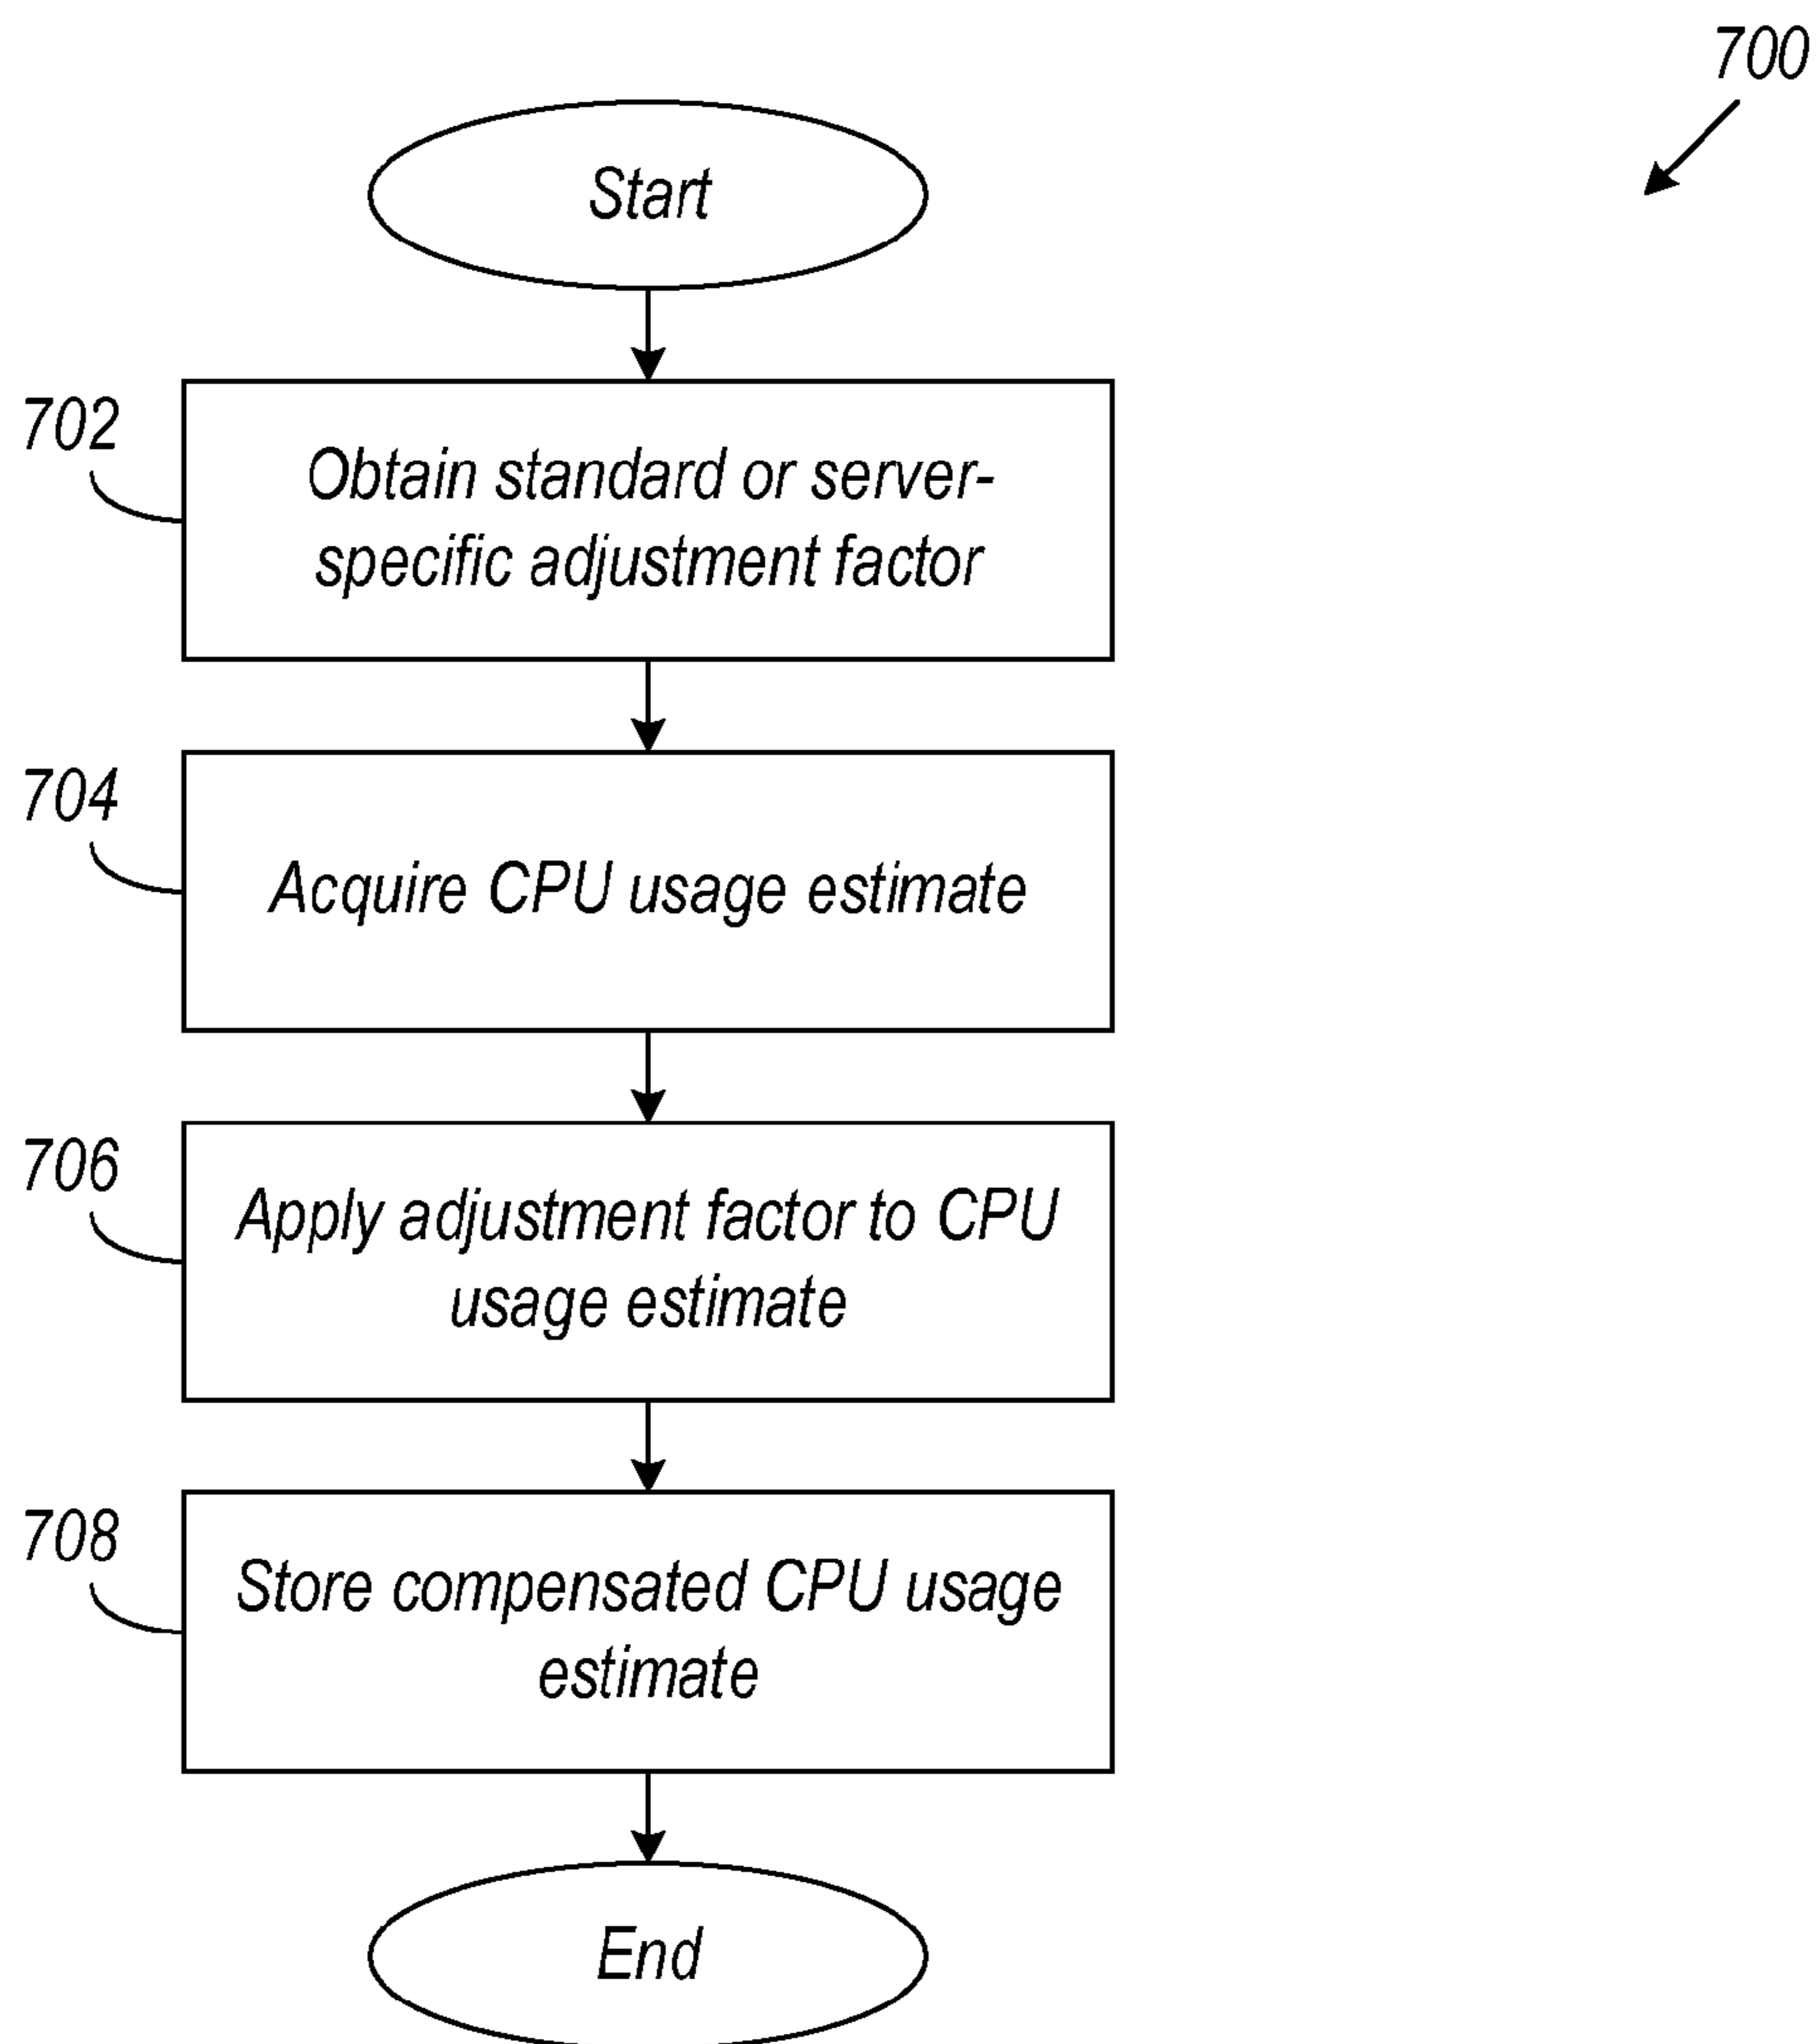 700
Start
702
Obtain standard or server-
specific adjustment factor
704
Acquire CPU usage estimate
706
Apply adjustment factor to CPU
usage estimate
708
Store compensated CPU usage
estimate
End